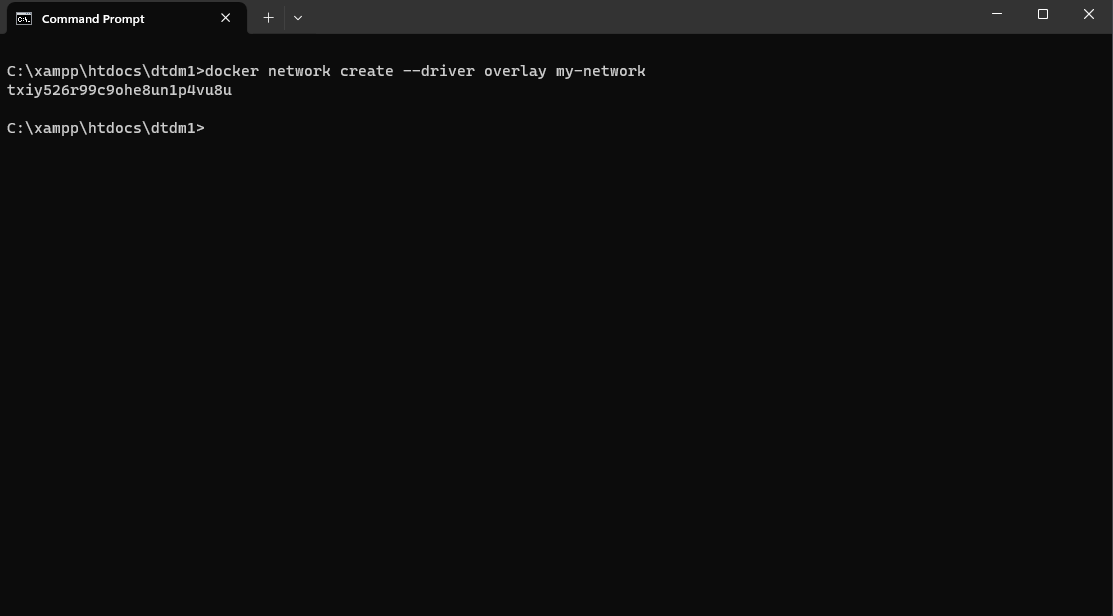 Command Prompt
C:\xampp\htdocs\dtdm1>docker network create --driver overlay my-network
txiy526r99c9ohe8un1p4vu8u
C:\xampp\htdocs\dtdm1>